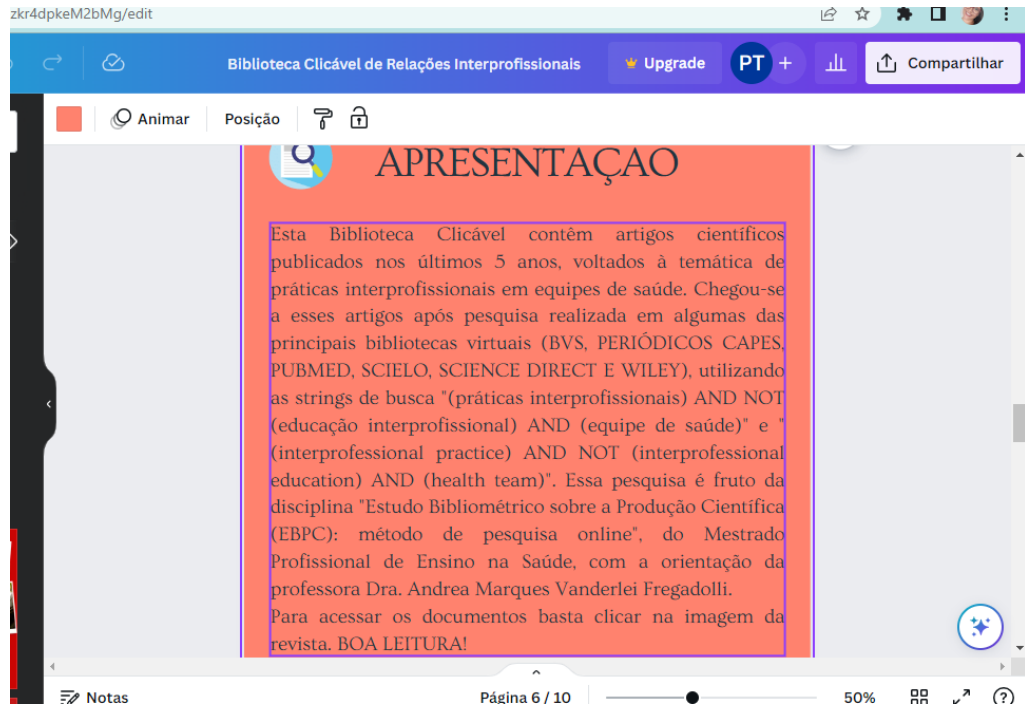 zkr4dpkeM2bMg/edit
Biblioteca Clicável de Relações Interprofissionais
Upgrade
PT
+
Compartilhar
Animar
Posição
APRESENTAÇAO
Esta Biblioteca Clicável contêm artigos científicos
publicados nos últimos 5 anos, voltados à temática de
práticas interprofissionais em equipes de saúde. Chegou-se
a esses artigos após pesquisa realizada em algumas das
principais bibliotecas virtuais (BVS, PERIÓDICOS CAPES,
PUBMED, SCIELO, SCIENCE DIRECT E WILEY), utilizando
as strings de busca "(práticas interprofissionais) AND NOT
(educação interprofissional) AND (equipe de saúde)" e "
(interprofessional practice) AND NOT (interprofessional
education) AND (health team)". Essa pesquisa é fruto da
disciplina "Estudo Bibliométrico sobre a Produção Científica
(EBPC): método de pesquisa online", do Mestrado
Profissional de Ensino na Saúde, com a orientação da
professora Dra. Andrea Marques Vanderlei Fregadolli.
Para acessar os documentos basta clicar na imagem da
revista. BOA LEITURA!
Notas
Página 6 / 10
50%